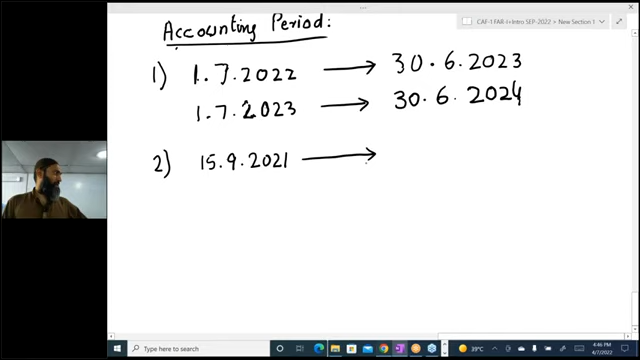 CAF-1 FAR-I+Intro SEP-2022 > New Section 1
Accounting Period:
1) 1.7.2022 → 30.6.2023
1.7.2023 → 30.6.2024
2) 15.9.2021 →
Type here to search
39°C
4:46 PM
4/7/2022